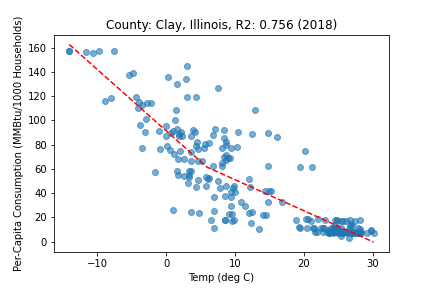 County: Clay, Illinois, R2: 0.756 (2018)
Per-Capita Consumption (MMBtu/1000 Households)
160
140
120
100
80
60
40
20
0
−10 0 10 20 30
Temp (deg C)